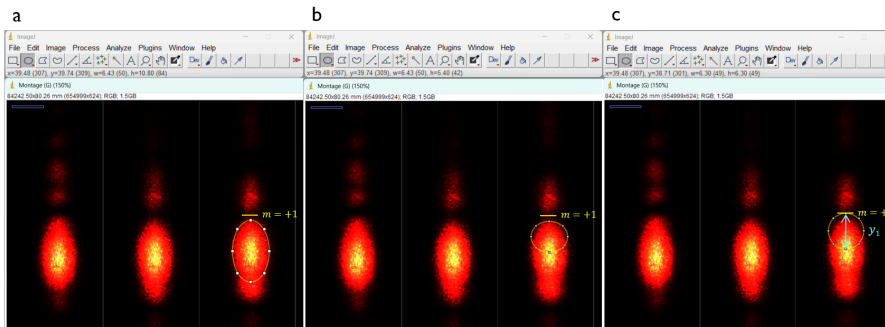 a
ImageJ
File Edit Image Process Analyze Plugins Window Help
Dev
x=39.48 (307), y=39.74 (309), w=6.43 (50), h=10.80 (84)
Montage (G) (150%)
84242.50x80.26 mm (654999x624); RGB; 1.5GB
m = +1
b
ImageJ
File Edit Image Process Analyze Plugins Window Help
Dev
x=39.48 (307), y=39.74 (309), w=6.43 (50), h=5.40 (42)
Montage (G) (150%)
84242.50x80.26 mm (654999x624); RGB; 1.5GB
m = +1
c
ImageJ
File Edit Image Process Analyze Plugins Window Help
Dev
x=39.48 (307), y=38.71 (301), w=6.30 (49), h=6.30 (49)
Montage (G) (150%)
84242.50x80.26 mm (654999x624); RGB; 1.5GB
m = +
y₁